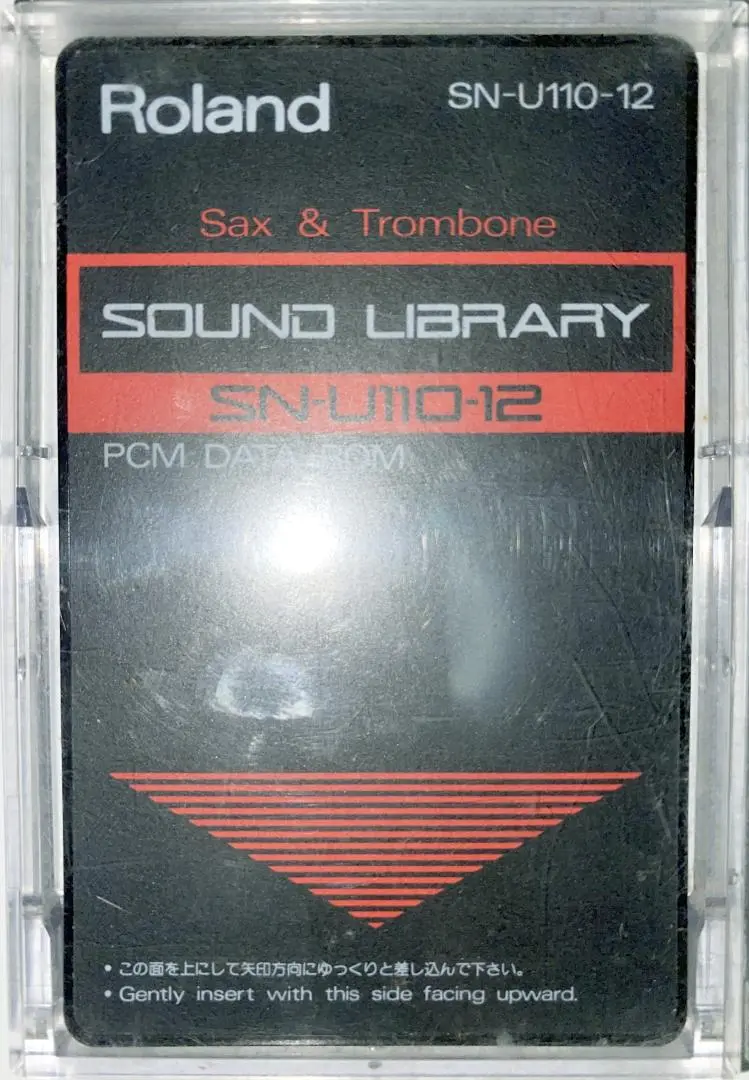 Roland
SN-U110-12
Sax & Trombone
SOUND LIBRARY
SN-U110-12
PCM DATA ROM
• この面を上にして矢印方向にゆっくりと差し込んで下さい。
• Gently insert with this side facing upward.